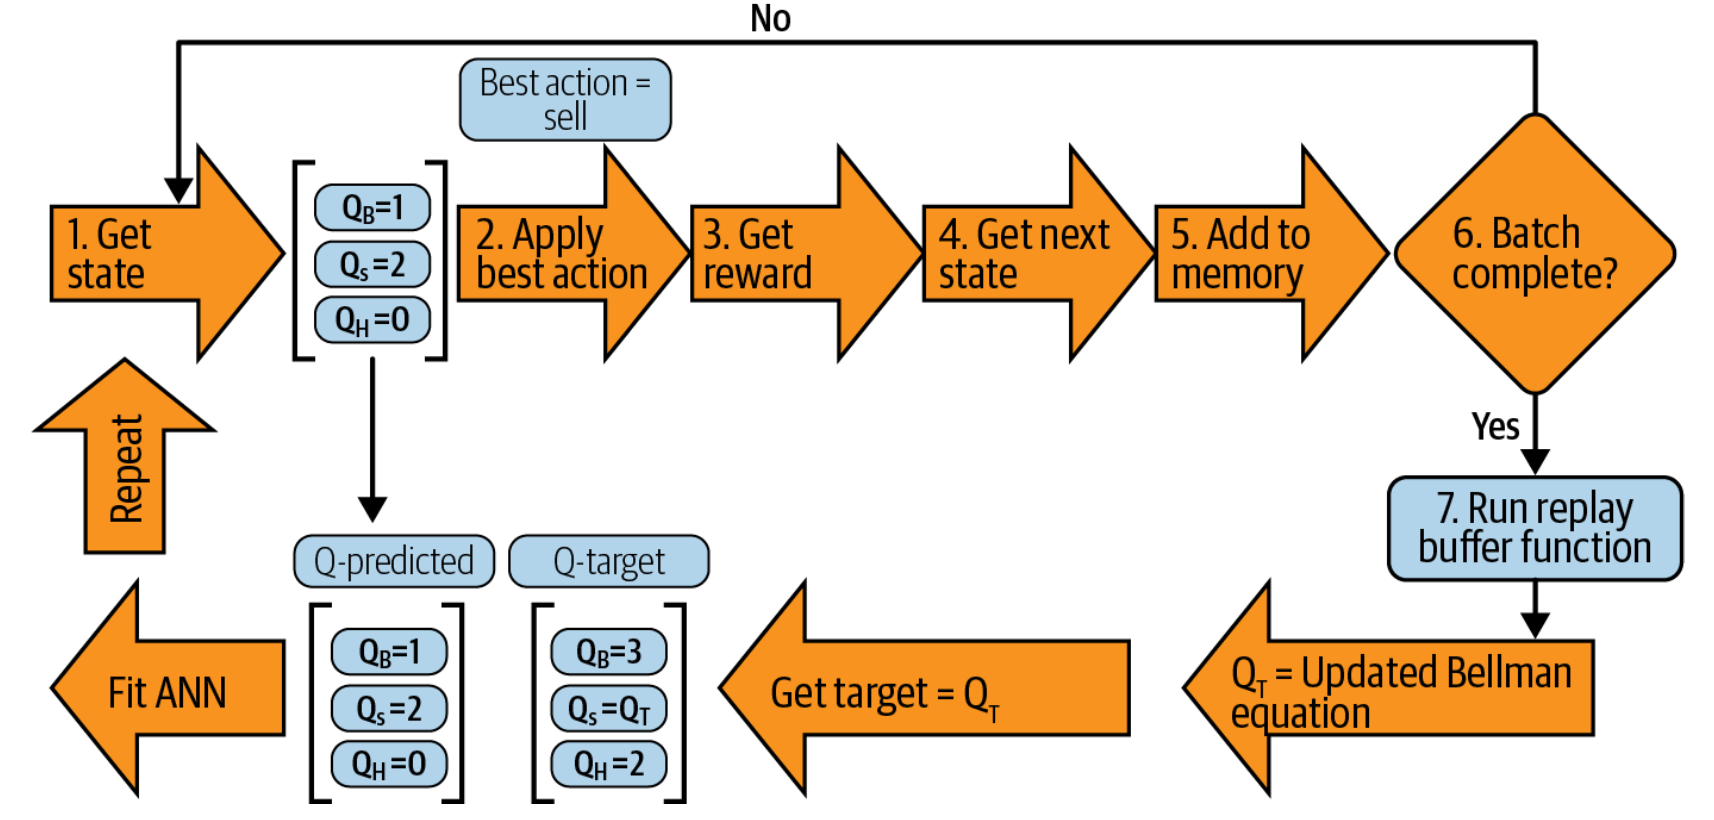 No
Best action =
sell
1. Get
state
Q_B=1
Q_s=2
Q_H=0
2. Apply
best action
3. Get
reward
4. Get next
state
5. Add to
memory
6. Batch
complete?
Yes
7. Run replay
buffer function
Q_T = Updated Bellman
equation
Get target = Q_T
Q-target
Q_B=3
Q_s=Q_T
Q_H=2
Q-predicted
Q_B=1
Q_s=2
Q_H=0
Fit ANN
Repeat